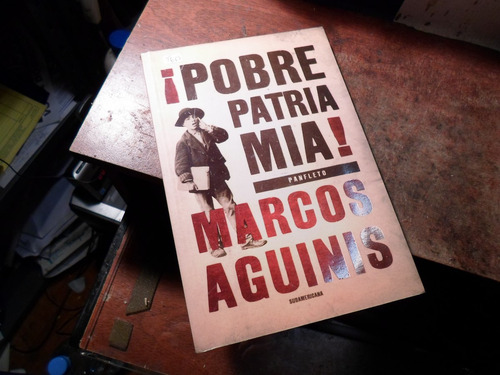 ¡POBRE
PATRIA
MIA!
PANFLETO
MARCOS
AGUINIS
SUDAMERICANA